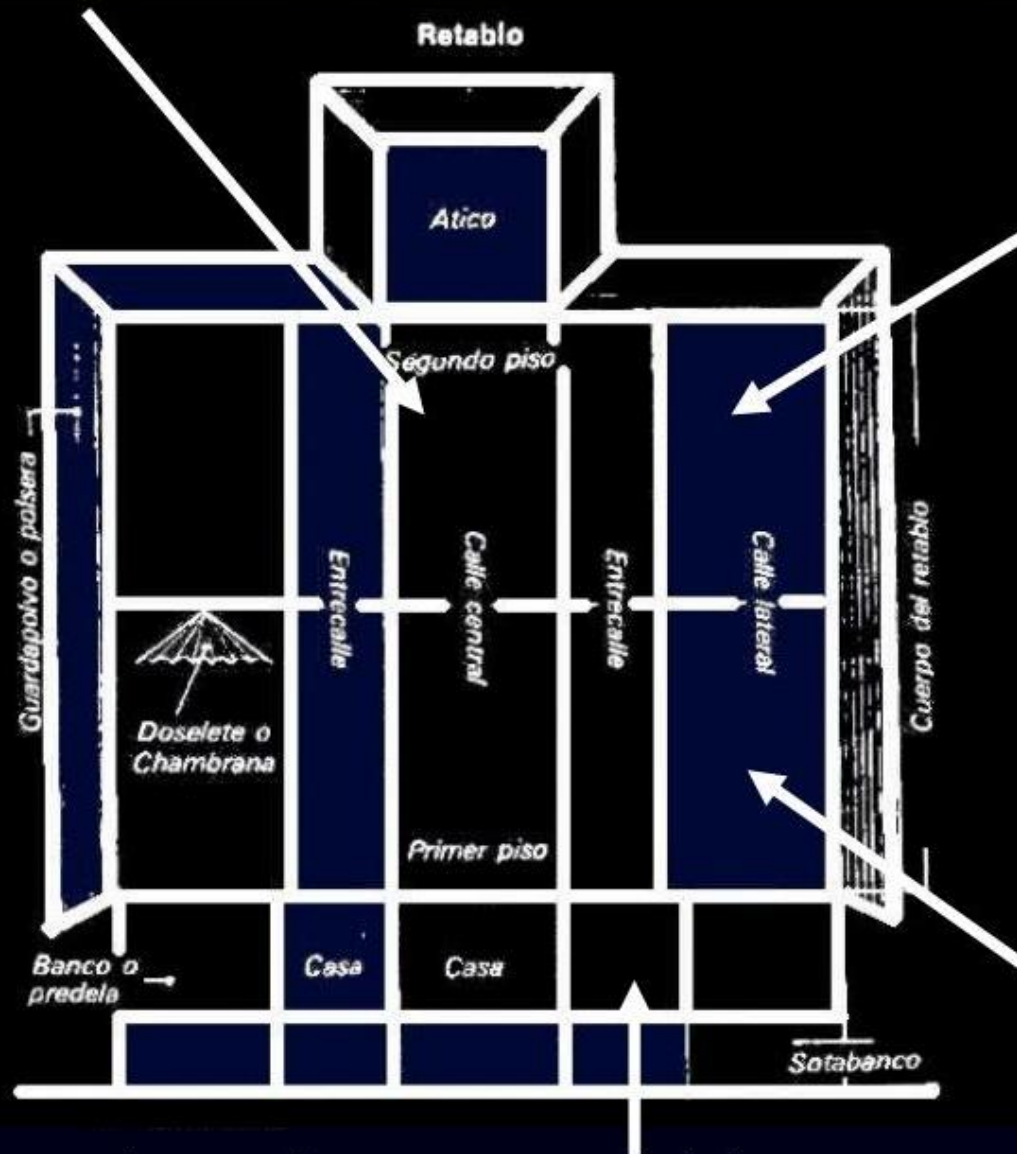 Retablo
Atico
Segundo piso
Guardapolvo o polsera
Entrecalle
Calle central
Entrecalle
Calle lateral
Cuerpo del retablo
Doselete o
Chambrana
Primer piso
Banco o
predela
Casa
Casa
Sotabanco